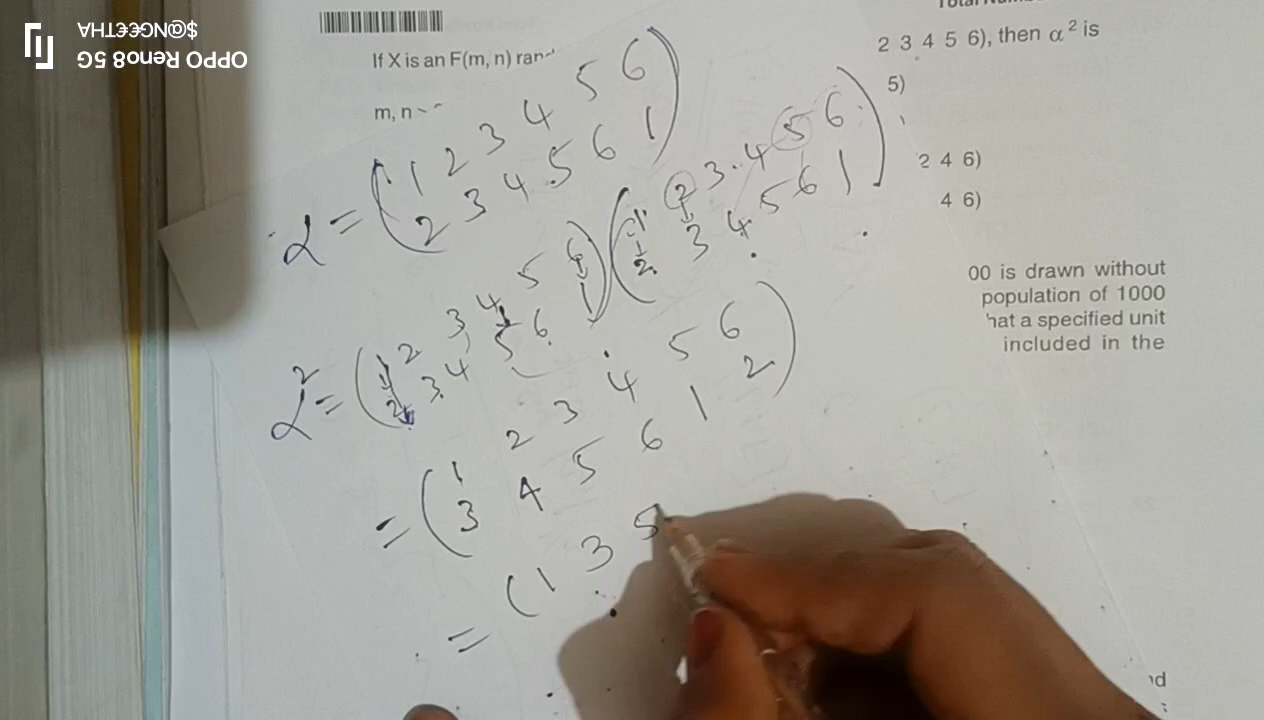 OPPO Reno8 5G
$@NGEETHA VHT
If X is an F(m, n)
m, n
2 3 4 5 6), then α² is
5)
2 4 6)
4 6)
00 is drawn without
population of 1000
hat a specified unit
included in the
α = (1 2 3 4 5 6)
2 3 4 5 6 1
α² = (1 2 3 4 5 6) (1 2 3 4 5 6)
2 3 4 5 6 1 2 3 4 5 6 1
= (1 2 3 4 5 6)
3 4 5 6 1 2
= (1 3 5